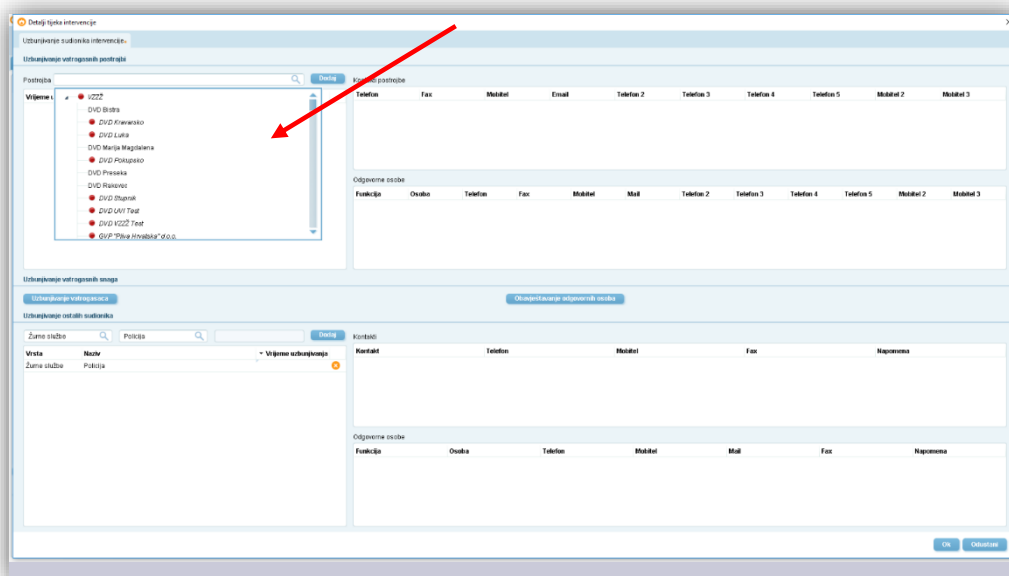 Detalji tijeka intervencije
Uzbunjivanje sudionika intervencije
Uzbunjivanje vatrogasnih postrojbi
Postrojba
Dodaj
Kontakti postrojbe
Vrijeme u
Telefon Fax Mobitel Email Telefon 2 Telefon 3 Telefon 4 Telefon 5 Mobitel 2 Mobitel 3
VZZŽ
DVD Bistra
DVD Kravarsko
DVD Luka
DVD Marija Magdalena
DVD Pokupsko
DVD Preseka
DVD Rakovec
DVD Stupnik
DVD UVI Test
DVD VZZŽ Test
GVP "Pliva Hrvatska" d.o.o.
Odgovorne osobe
Funkcija Osoba Telefon Fax Mobitel Mail Telefon 2 Telefon 3 Telefon 4 Telefon 5 Mobitel 2 Mobitel 3
Uzbunjivanje vatrogasnih snaga
Uzbunjivanje vatrogasaca
Obavještavanje odgovornih osoba
Uzbunjivanje ostalih sudionika
Žurne službe Policija Dodaj
Vrsta Naziv Vrijeme uzbunjivanja
Žurne službe Policija
Kontakti
Kontakt Telefon Mobitel Fax Napomena
Odgovorne osobe
Funkcija Osoba Telefon Mobitel Mail Fax Napomena
Ok Odustani